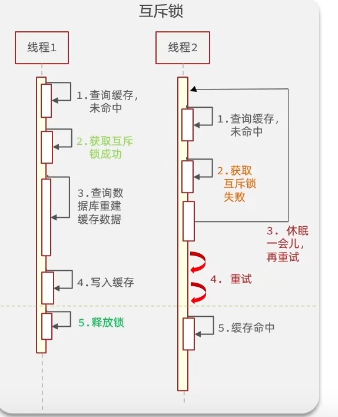 互斥锁
线程1
线程2
1.查询缓存，
未命中
2.获取互斥
锁成功
3.查询数
据库重建
缓存数据
4.写入缓存
5.释放锁
1.查询缓存，
未命中
2.获取
互斥锁
失败
3. 休眠
一会儿，
再重试
4. 重试
5.缓存命中